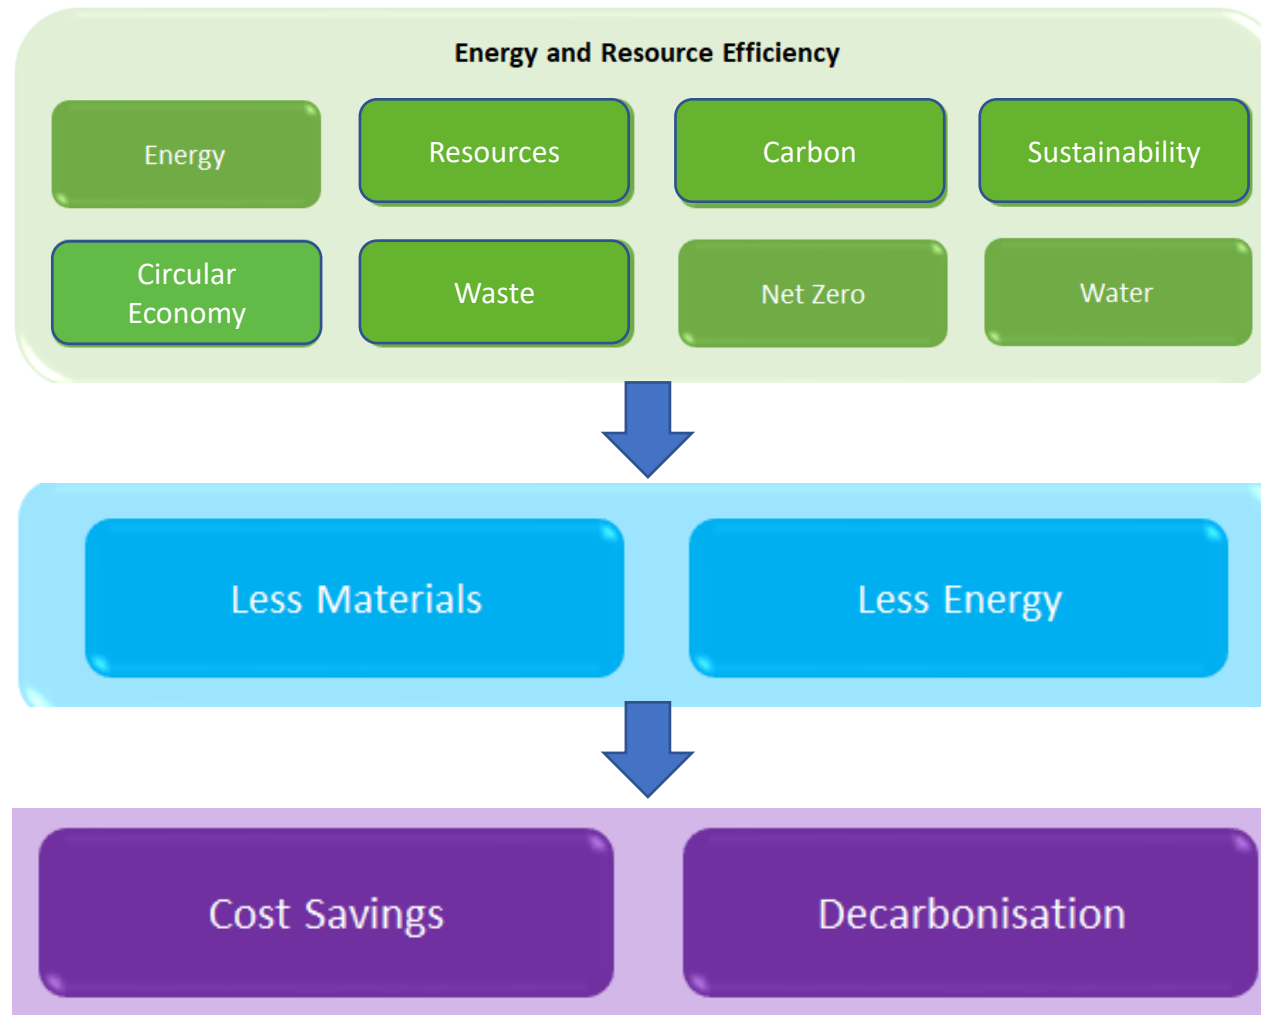 Energy and Resource Efficiency
Energy
Resources
Carbon
Sustainability
Circular
Economy
Waste
Net Zero
Water
Less Materials
Less Energy
Cost Savings
Decarbonisation